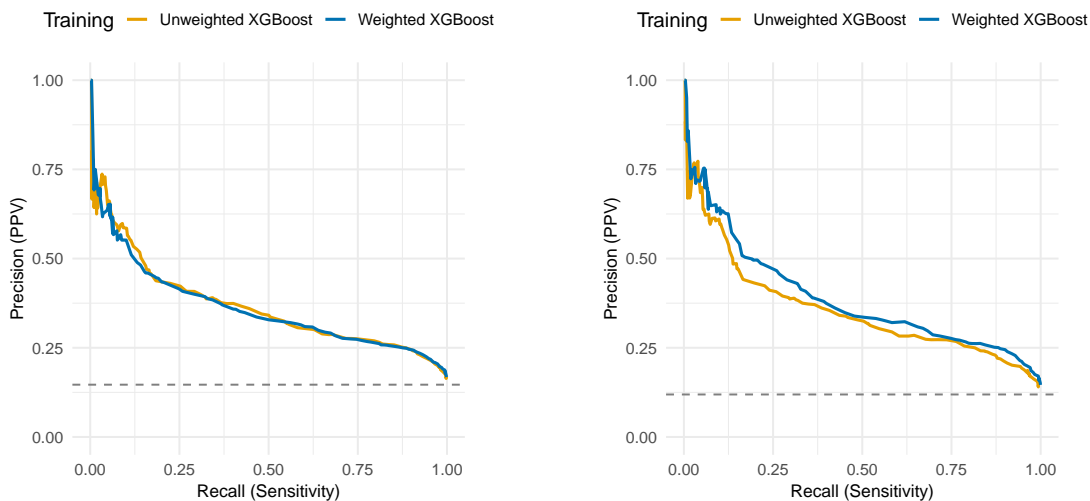 Training Unweighted XGBoost Weighted XGBoost
1.00
0.75
0.50
0.25
0.00
Precision (PPV)
0.00 0.25 0.50 0.75 1.00
Recall (Sensitivity)
Training Unweighted XGBoost Weighted XGBoost
1.00
0.75
0.50
0.25
0.00
Precision (PPV)
0.00 0.25 0.50 0.75 1.00
Recall (Sensitivity)